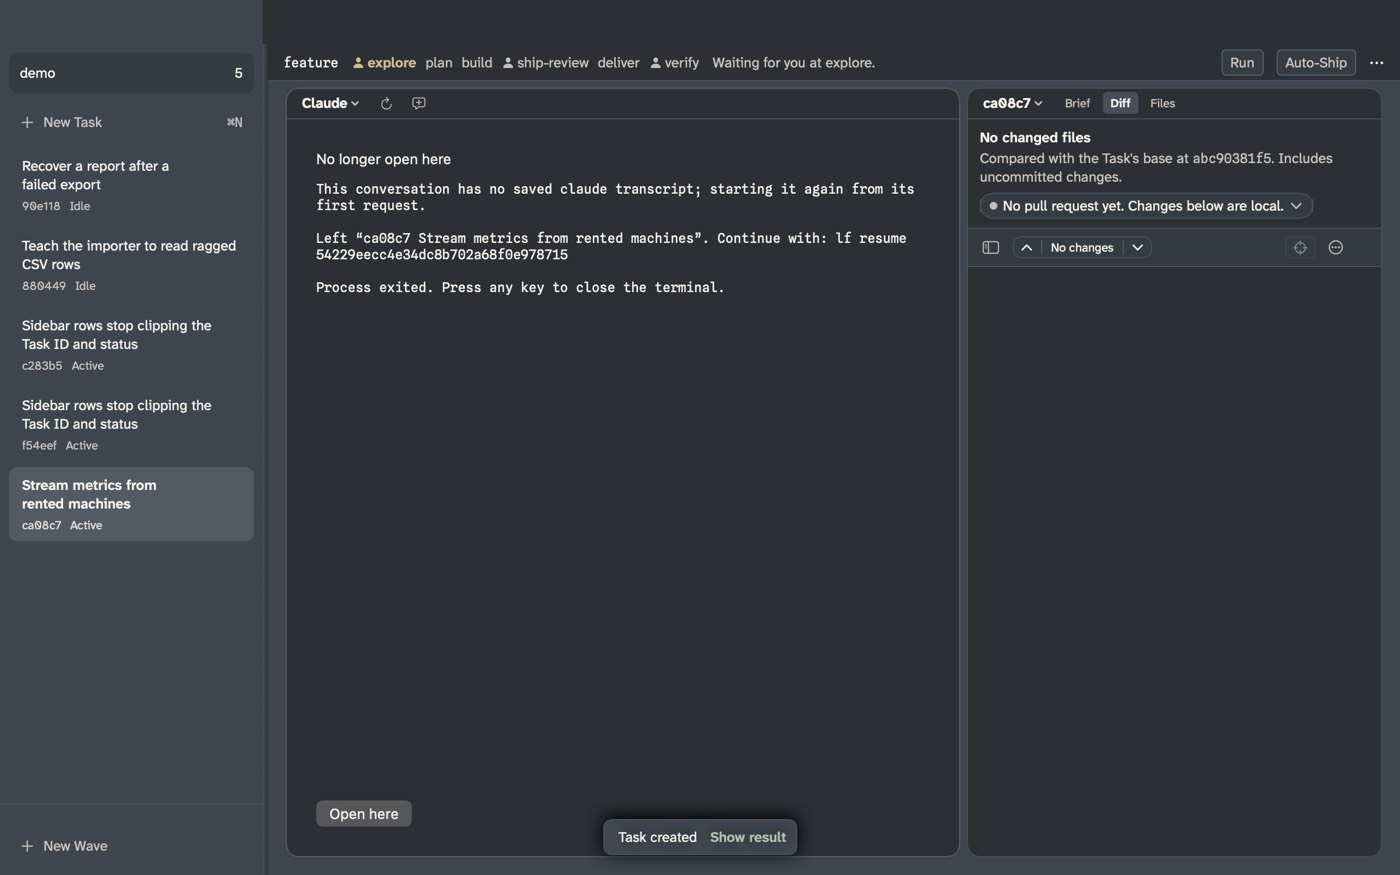 demo 5
New Task ⌘N
Recover a report after a
failed export
90e118 Idle
Teach the importer to read ragged
CSV rows
880449 Idle
Sidebar rows stop clipping the
Task ID and status
c283b5 Active
Sidebar rows stop clipping the
Task ID and status
f54eef Active
Stream metrics from
rented machines
ca08c7 Active
New Wave
feature explore plan build ship-review deliver verify Waiting for you at explore. Run Auto-Ship
Claude
No longer open here
This conversation has no saved claude transcript; starting it again from its
first request.
Left “ca08c7 Stream metrics from rented machines”. Continue with: lf resume
54229eecc4e34dc8b702a68f0e978715
Process exited. Press any key to close the terminal.
Open here
Task created Show result
ca08c7 Brief Diff Files
No changed files
Compared with the Task's base at abc90381f5. Includes
uncommitted changes.
No pull request yet. Changes below are local.
No changes